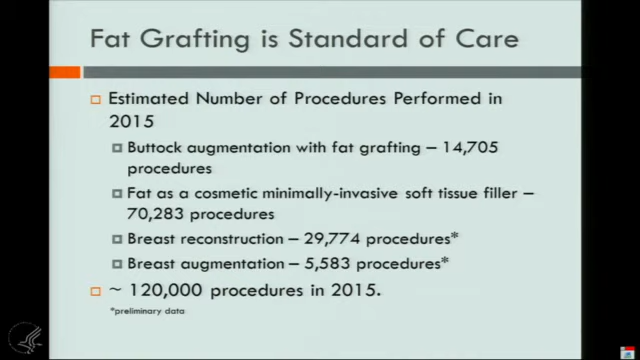 Fat Grafting is Standard of Care
Estimated Number of Procedures Performed in
2015
Buttock augmentation with fat grafting – 14,705
procedures
Fat as a cosmetic minimally-invasive soft tissue filler –
70,283 procedures
Breast reconstruction – 29,774 procedures*
Breast augmentation – 5,583 procedures*
~ 120,000 procedures in 2015.
*preliminary data